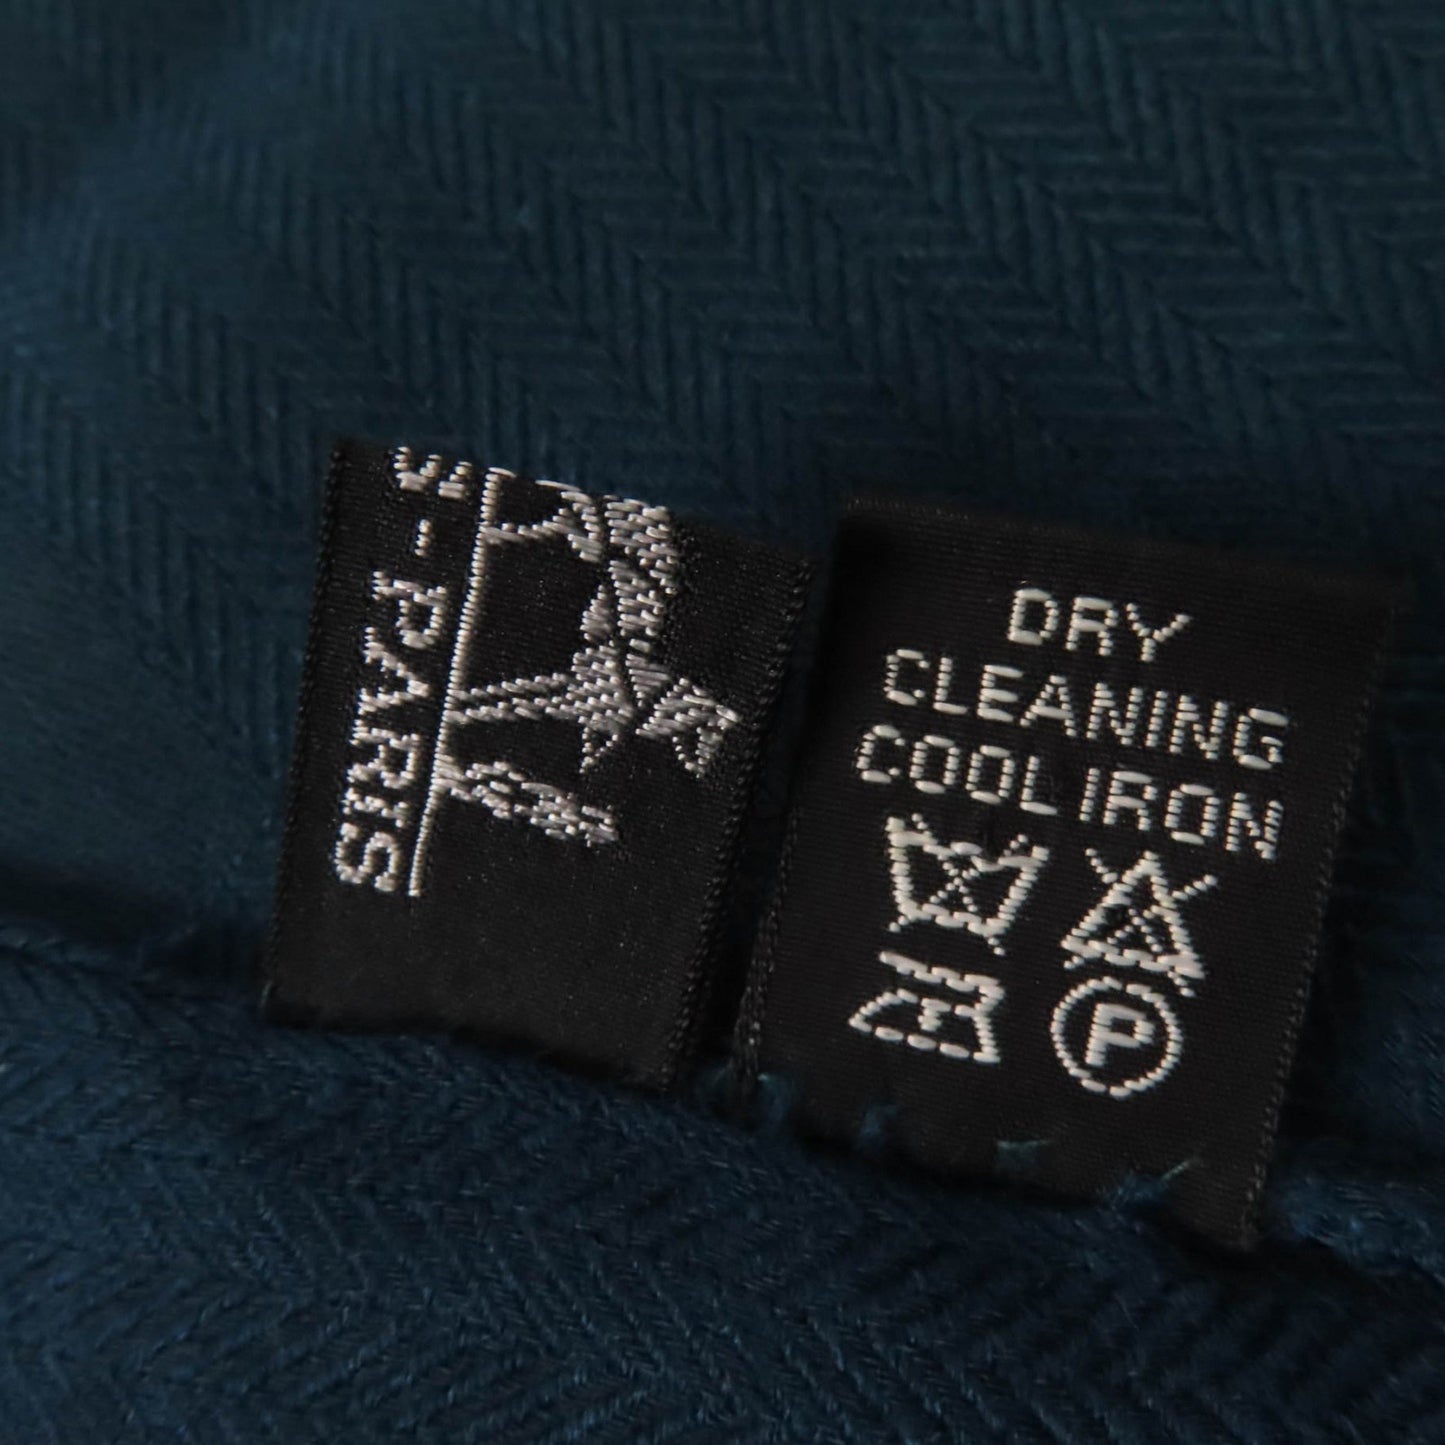 S - PARIS
DRY
CLEANING
COOL IRON
P